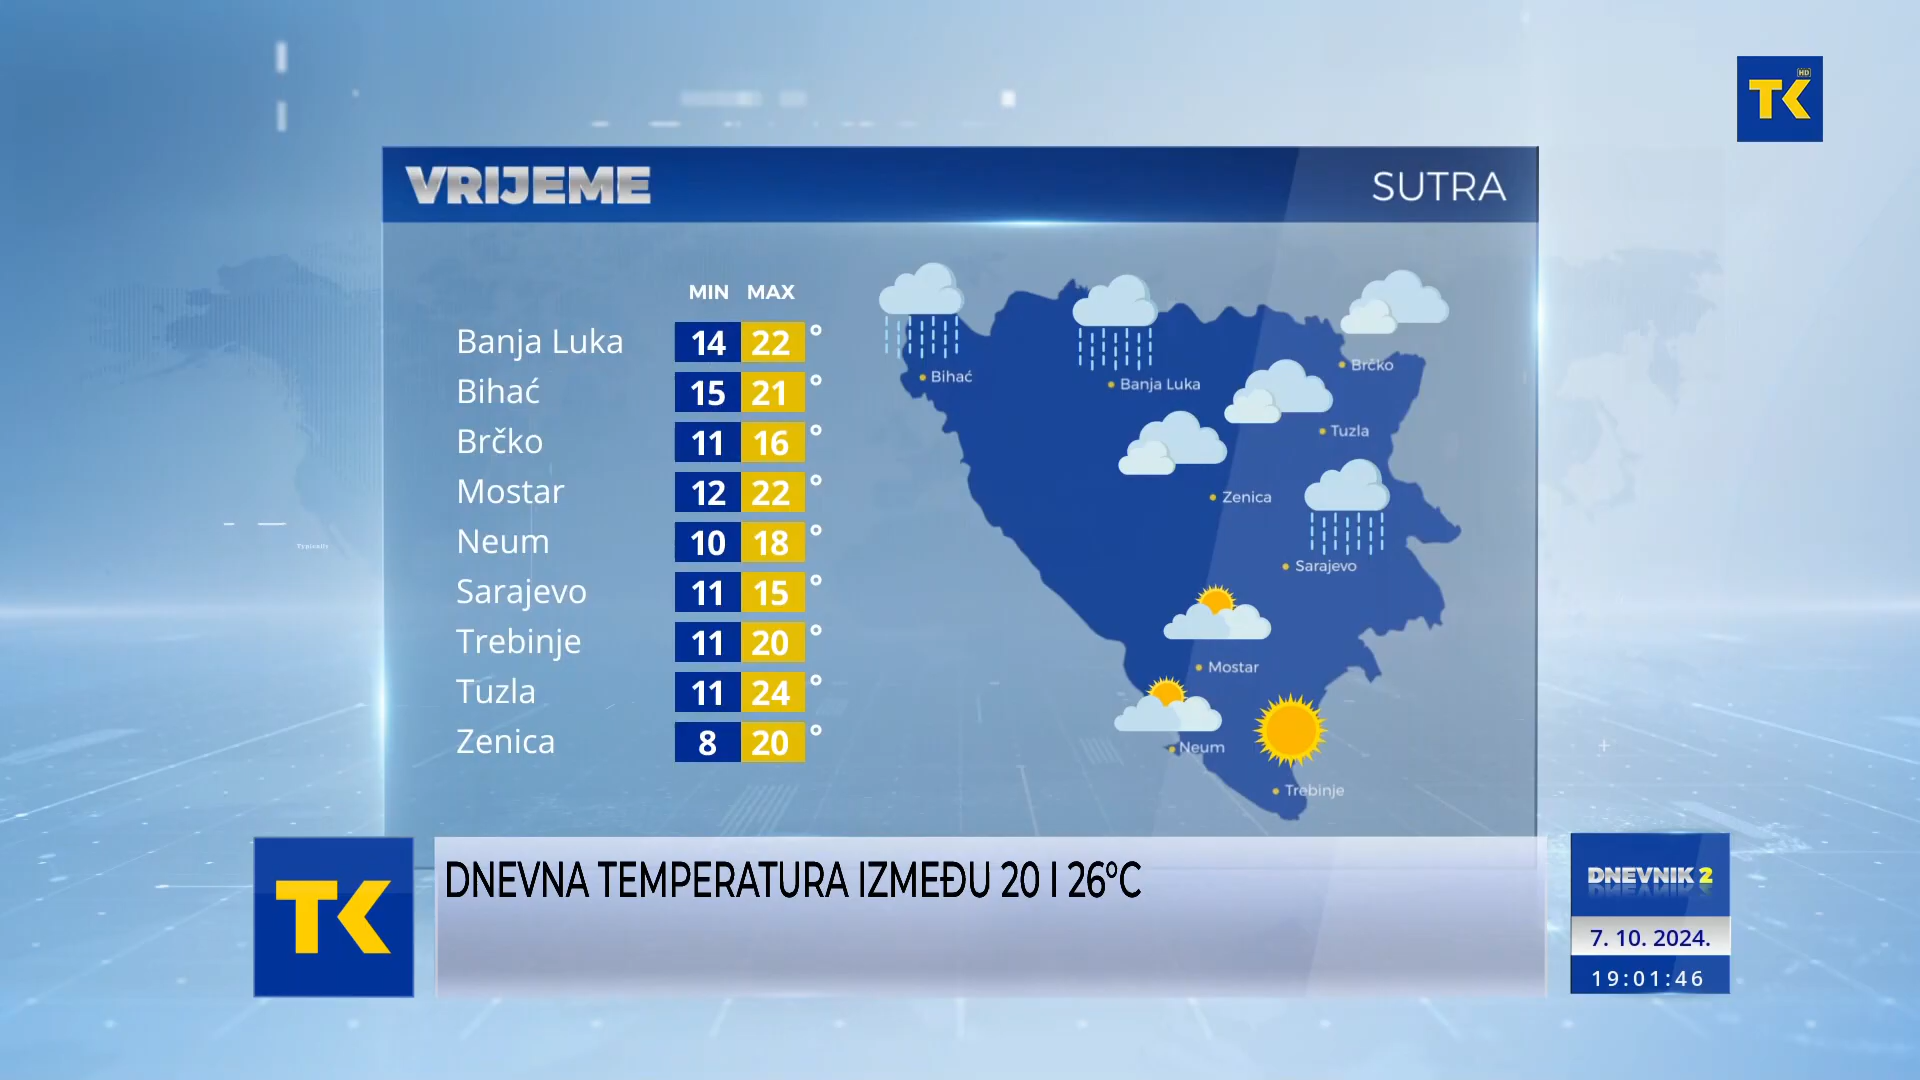 TK HD
VRIJEME
SUTRA
MIN MAX
Banja Luka 14 22 °
Bihać 15 21 °
Brčko 11 16 °
Mostar 12 22 °
Neum 10 18 °
Sarajevo 11 15 °
Trebinje 11 20 °
Tuzla 11 24 °
Zenica 8 20 °
Bihać
Banja Luka
Brčko
Tuzla
Zenica
Sarajevo
Mostar
Neum
Trebinje
Typically
TK
DNEVNA TEMPERATURA IZMEĐU 20 I 26°C
DNEVNIK 2
7. 10. 2024.
19:01:46